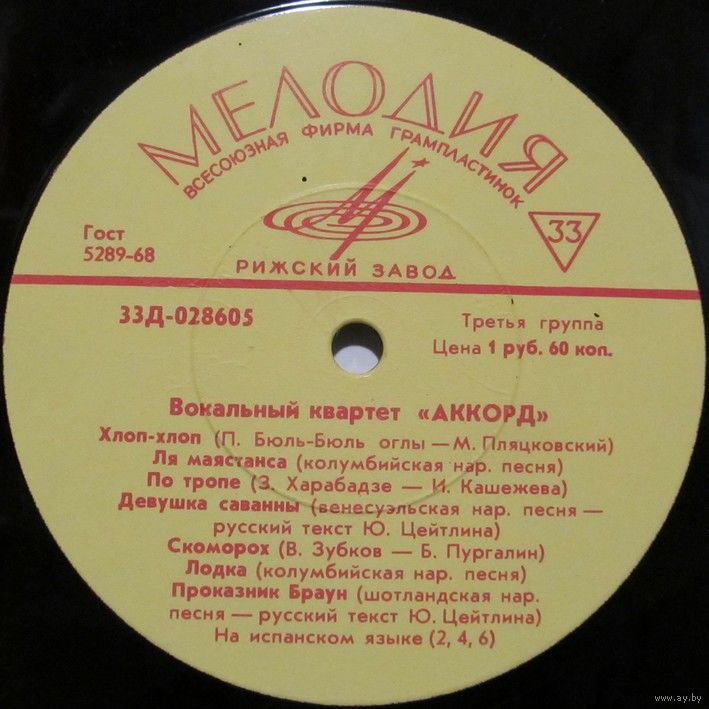 МЕЛОДИЯ
ВСЕСОЮЗНАЯ ФИРМА ГРАМПЛАСТИНОК
33
Гост
5289-68
РИЖСКИЙ ЗАВОД
33Д-028605
Третья группа
Цена 1 руб. 60 коп.
Вокальный квартет «АККОРД»
Хлоп-хлоп (П. Бюль-Бюль оглы — М. Пляцковский)
Ля маястанса (колумбийская нар. песня)
По тропе (З. Харабадзе — И. Кашежева)
Девушка саванны (венесуэльская нар. песня —
русский текст Ю. Цейтлина)
Скоморох (В. Зубков — Б. Пургалин)
Лодка (колумбийская нар. песня)
Проказник Браун (шотландская нар.
песня — русский текст Ю. Цейтлина)
На испанском языке (2, 4, 6)
www.ay.by